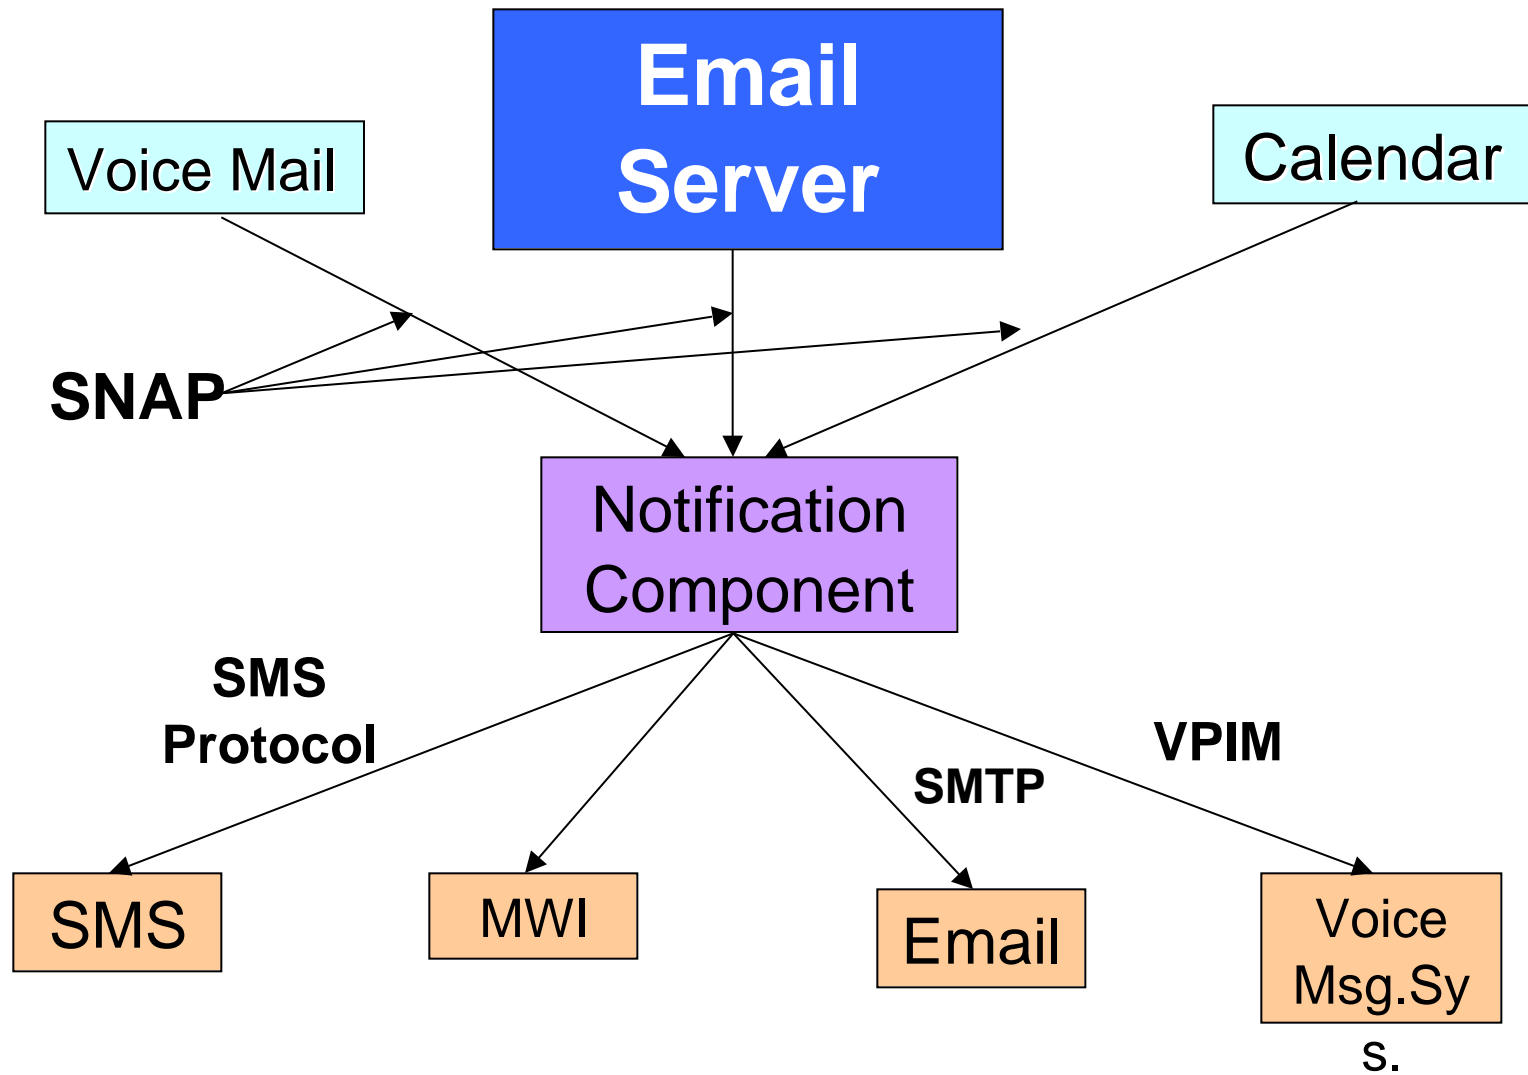 Email
Server
Voice Mail
Calendar
SNAP
Notification
Component
SMS
Protocol
VPIM
SMTP
SMS
MWI
Email
Voice
Msg.Sy
s.